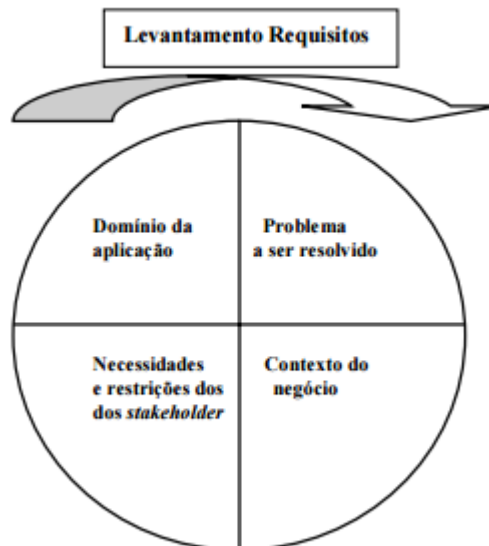 Levantamento Requisitos
Domínio da
aplicação
Problema
a ser resolvido
Necessidades
e restrições dos
dos stakeholder
Contexto do
negócio